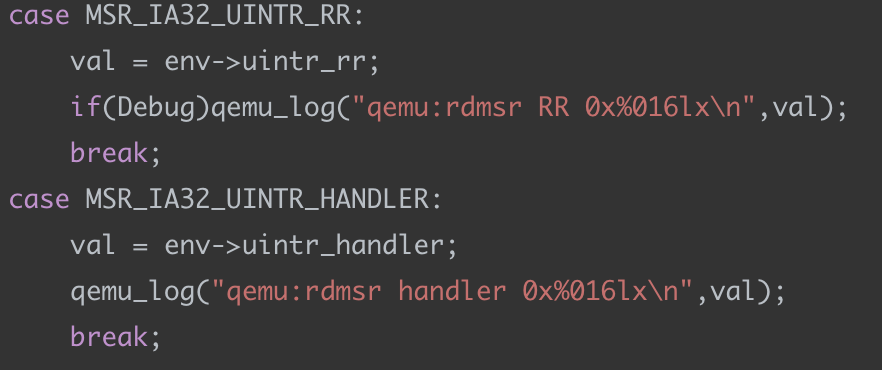 case MSR_IA32_UINTR_RR:
    val = env->uintr_rr;
    if(Debug)qemu_log("qemu:rdmsr RR 0x%016lx\n",val);
    break;
case MSR_IA32_UINTR_HANDLER:
    val = env->uintr_handler;
    qemu_log("qemu:rdmsr handler 0x%016lx\n",val);
    break;